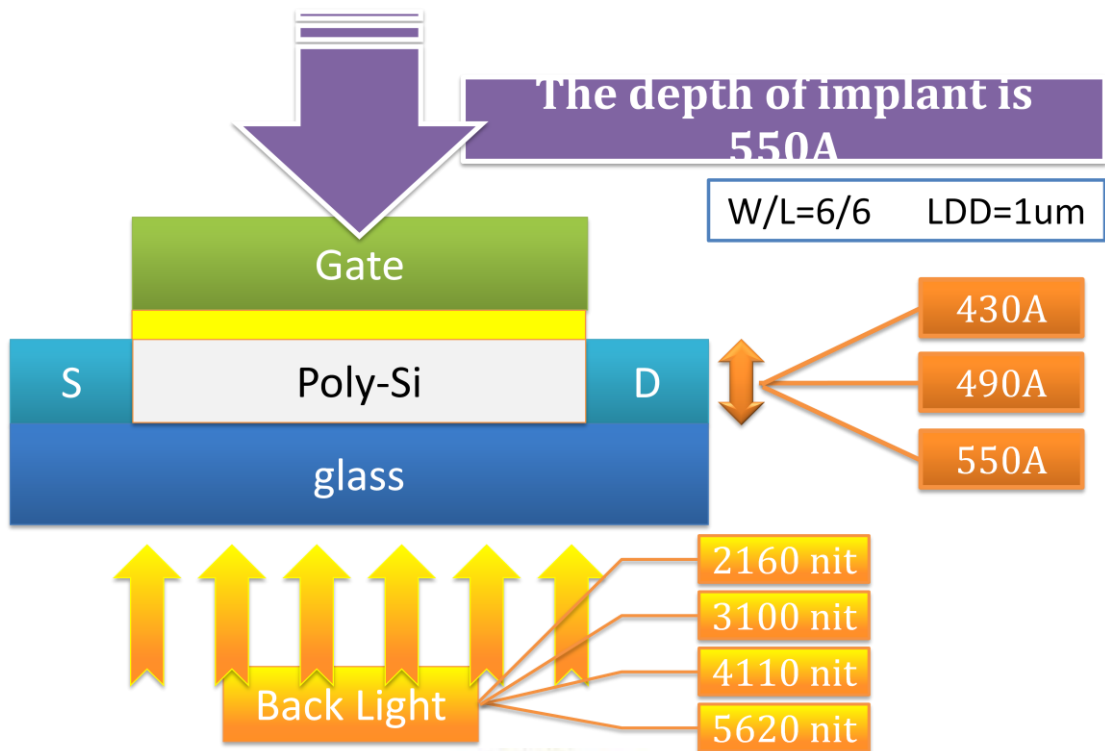 The depth of implant is
550A
W/L=6/6 LDD=1um
Gate
430A
S
Poly-Si
D
490A
550A
glass
2160 nit
3100 nit
4110 nit
Back Light
5620 nit